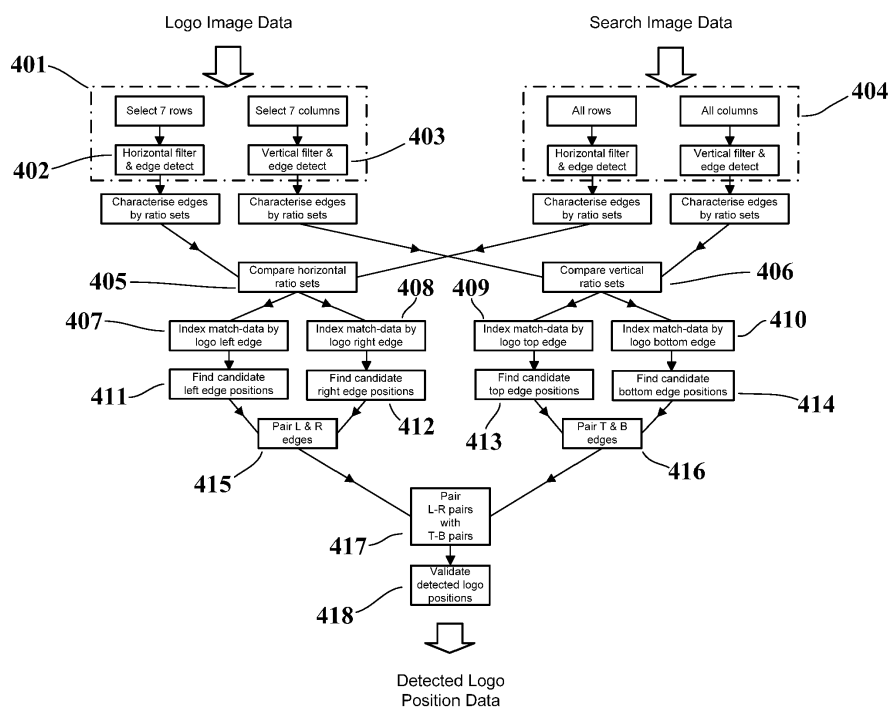 Logo Image Data
Search Image Data
401
404
Select 7 rows
Select 7 columns
All rows
All columns
402
403
Horizontal filter
& edge detect
Vertical filter &
edge detect
Horizontal filter
& edge detect
Vertical filter &
edge detect
Characterise edges
by ratio sets
Characterise edges
by ratio sets
Characterise edges
by ratio sets
Characterise edges
by ratio sets
405
Compare horizontal
ratio sets
Compare vertical
ratio sets
406
407
408
409
410
Index match-data by
logo left edge
Index match-data by
logo right edge
Index match-data by
logo top edge
Index match-data by
logo bottom edge
411
Find candidate
left edge positions
Find candidate
right edge positions
Find candidate
top edge positions
Find candidate
bottom edge positions
412
413
414
Pair L & R
edges
Pair T & B
edges
415
416
Pair
L-R pairs
with
T-B pairs
417
Validate
detected logo
positions
418
Detected Logo
Position Data